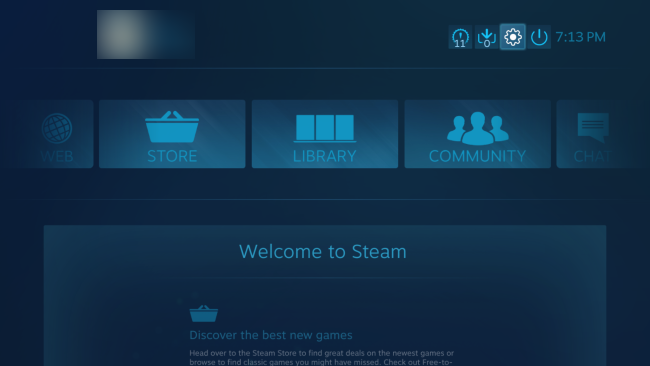 11
0
7:13 PM
WEB
STORE
LIBRARY
COMMUNITY
CHAT
Welcome to Steam
Discover the best new games
Head over to the Steam Store to find great deals on the newest games or
browse to find classic games you might have missed. Check out Free-to-